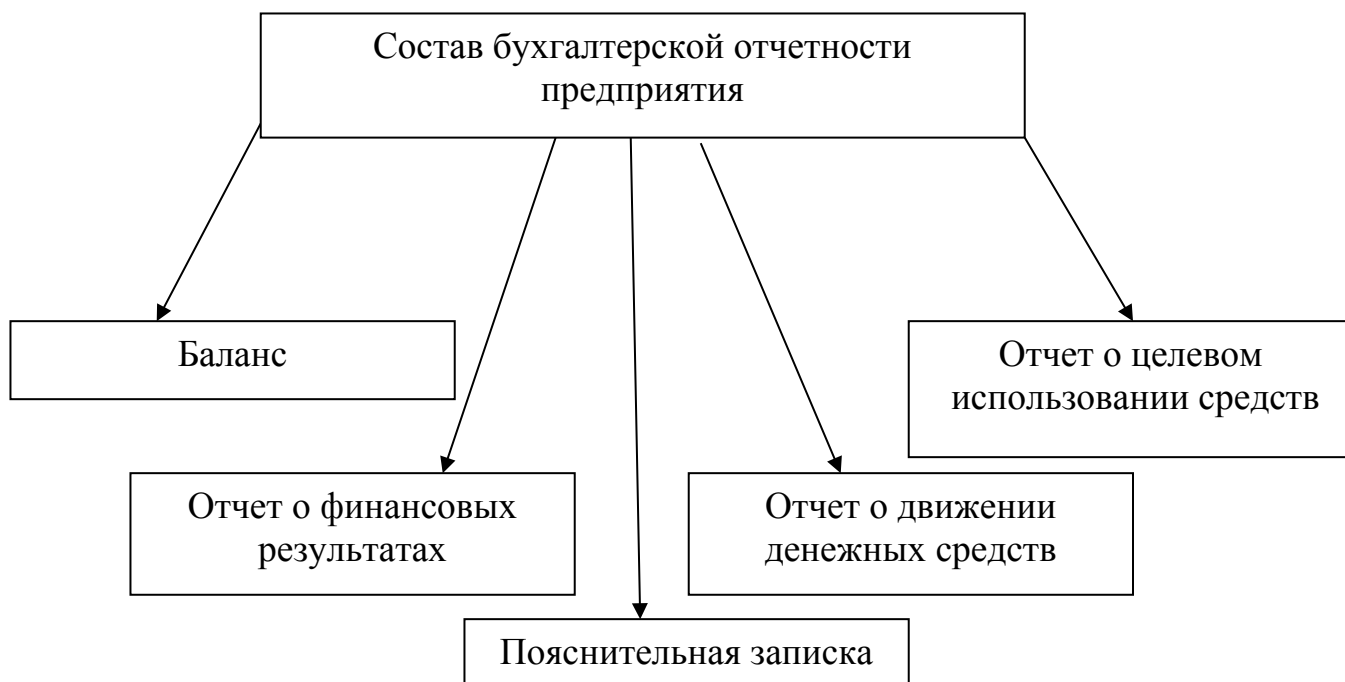 Состав бухгалтерской отчетности
предприятия
Баланс
Отчет о целевом
использовании средств
Отчет о финансовых
результатах
Отчет о движении
денежных средств
Пояснительная записка